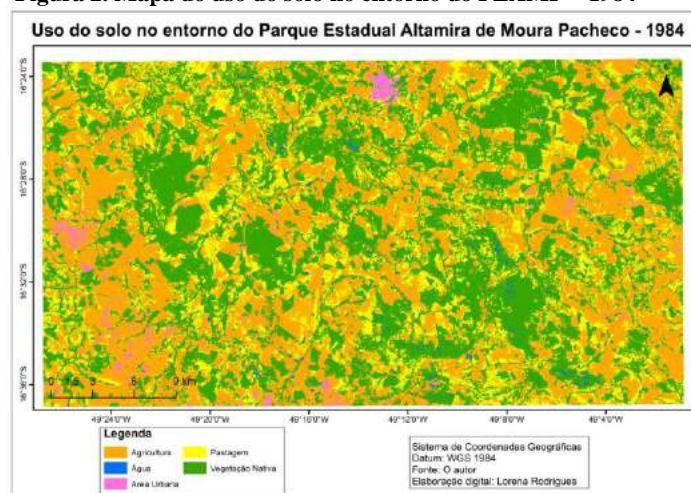 Uso do solo no entorno do Parque Estadual Altamira de Moura Pacheco - 1984
16°24'0"S
16°28'0"S
16°32'0"S
16°36'0"S
9 km
49°24'0"W
49°20'0"W
49°16'0"W
49°12'0"W
49°8'0"W
49°4'0"W
Legenda
Agricultura
Pastagem
Água
Vegetação Nativa
Área Urbana
Sistema de Coordenadas Geográficas
Datum: WGS 1984
Fonte: O autor
Elaboração digital: Lorena Rodrigues